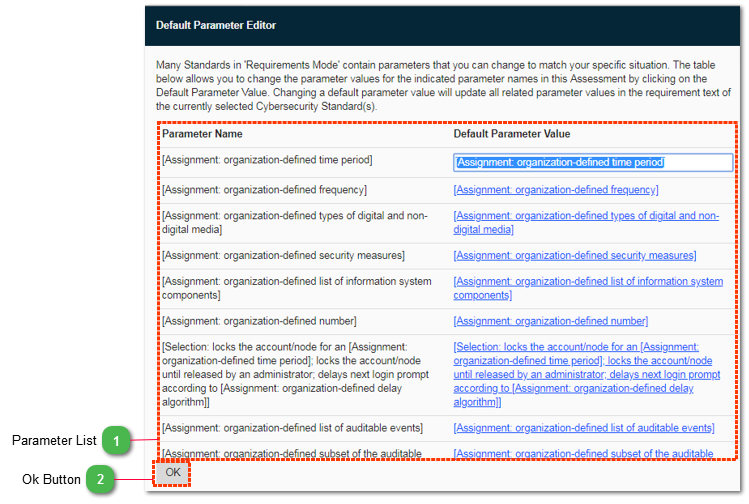 Default Parameter Editor
Many Standards in 'Requirements Mode' contain parameters that you can change to match your specific situation. The table
below allows you to change the parameter values for the indicated parameter names in this Assessment by clicking on the
Default Parameter Value. Changing a default parameter value will update all related parameter values in the requirement text of
the currently selected Cybersecurity Standard(s).
Parameter Name
Default Parameter Value
[Assignment: organization-defined time period]
[Assignment: organization-defined time period]
[Assignment: organization-defined frequency]
[Assignment: organization-defined frequency]
[Assignment: organization-defined types of digital and non-
digital media]
[Assignment: organization-defined types of digital and non-
digital media]
[Assignment: organization-defined security measures]
[Assignment: organization-defined security measures]
[Assignment: organization-defined list of information system
components]
[Assignment: organization-defined list of information system
components]
[Assignment: organization-defined number]
[Assignment: organization-defined number]
[Selection: locks the account/node for an [Assignment:
organization-defined time period]; locks the account/node
until released by an administrator; delays next login prompt
according to [Assignment: organization-defined delay
algorithm]]
[Selection: locks the account/node for an [Assignment:
organization-defined time period]; locks the account/node
until released by an administrator; delays next login prompt
according to [Assignment: organization-defined delay
algorithm]]
[Assignment: organization-defined list of auditable events]
[Assignment: organization-defined list of auditable events]
[Assignment: organization-defined subset of the auditable
[Assignment: organization-defined subset of the auditable
Parameter List 1
Ok Button 2
OK